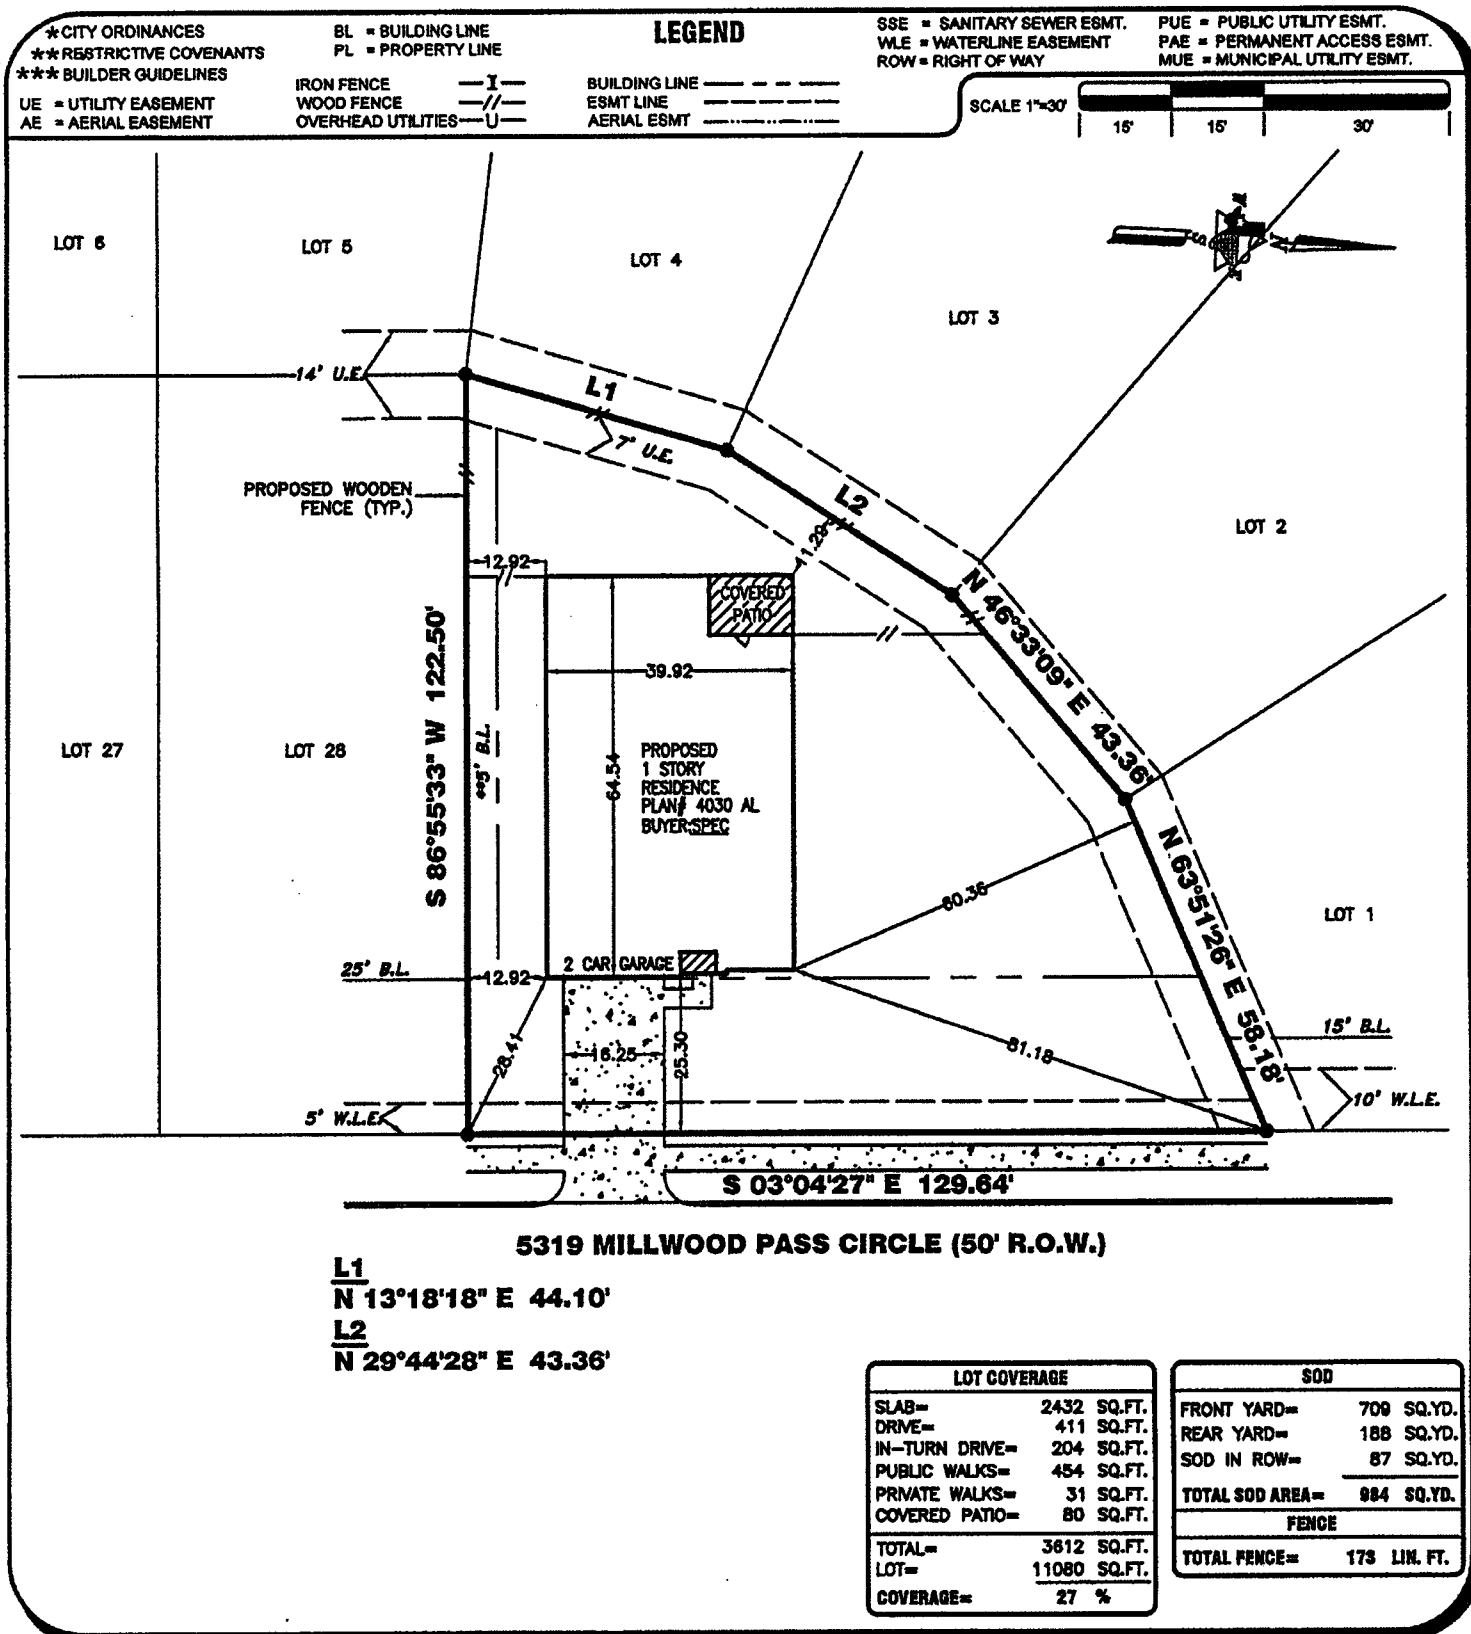 *CITY ORDINANCES
**RESTRICTIVE COVENANTS
***BUILDER GUIDELINES
UE = UTILITY EASEMENT
AE = AERIAL EASEMENT
BL = BUILDING LINE
PL = PROPERTY LINE
IRON FENCE —I—
WOOD FENCE —//—
OVERHEAD UTILITIES —U—
LEGEND
BUILDING LINE
ESMT LINE
AERIAL ESMT
SSE = SANITARY SEWER ESMT.
WLE = WATERLINE EASEMENT
ROW = RIGHT OF WAY
PUE = PUBLIC UTILITY ESMT.
PAE = PERMANENT ACCESS ESMT.
MUE = MUNICIPAL UTILITY ESMT.
SCALE 1"=30'
15' 15' 30'
LOT 6
LOT 5
LOT 4
LOT 3
S
N
14' U.E.
L1
7' U.E.
PROPOSED WOODEN
FENCE (TYP.)
L2
11.29
LOT 2
12.92
COVERED
PATIO
N 46°33'09" E 43.36'
S 86°55'33" W 122.50'
39.92
LOT 27
LOT 28
**5' B.L.
64.54
PROPOSED
1 STORY
RESIDENCE
PLAN# 4030 AL
BUYER:SPEC
60.36
N 63°51'26" E 58.18'
LOT 1
25' B.L.
12.92
2 CAR GARAGE
28.41
16.25
25.30
81.18
15' B.L.
5' W.L.E.
10' W.L.E.
S 03°04'27" E 129.64'
5319 MILLWOOD PASS CIRCLE (50' R.O.W.)
L1
N 13°18'18" E 44.10'
L2
N 29°44'28" E 43.36'
LOT COVERAGE
SLAB= 2432 SQ.FT.
DRIVE= 411 SQ.FT.
IN-TURN DRIVE= 204 SQ.FT.
PUBLIC WALKS= 454 SQ.FT.
PRIVATE WALKS= 31 SQ.FT.
COVERED PATIO= 80 SQ.FT.
TOTAL= 3612 SQ.FT.
LOT= 11080 SQ.FT.
COVERAGE= 27 %
SOD
FRONT YARD= 709 SQ.YD.
REAR YARD= 188 SQ.YD.
SOD IN ROW= 87 SQ.YD.
TOTAL SOD AREA= 984 SQ.YD.
FENCE
TOTAL FENCE= 173 LIN. FT.